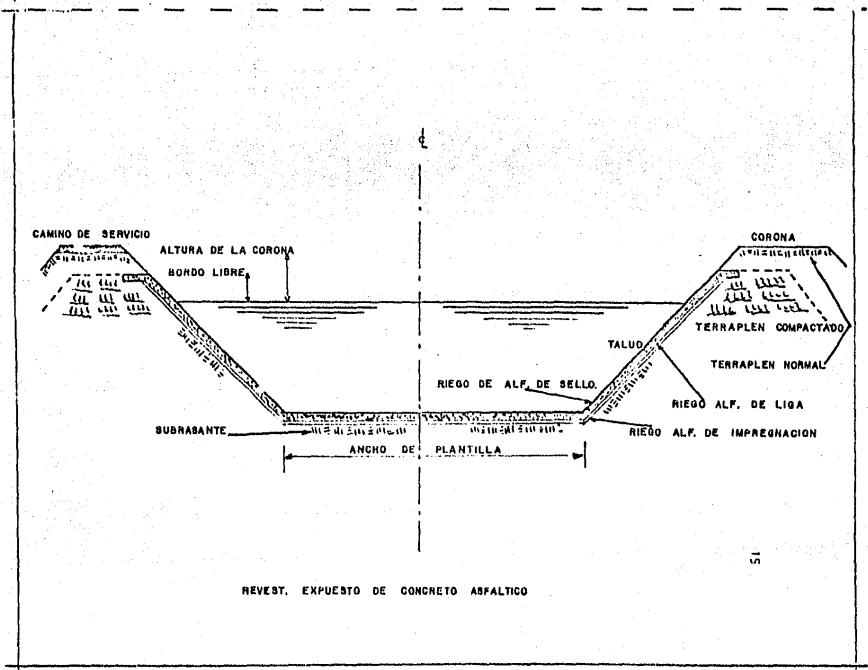 ℄
CAMINO DE SERVICIO
ALTURA DE LA CORONA
BORDO LIBRE
CORONA
TERRAPLEN COMPACTADO
TALUD
TERRAPLEN NORMAL
RIEGO DE ALF. DE SELLO.
RIEGO ALF. DE LIGA
SUBRASANTE
RIEGO ALF. DE IMPREGNACION
ANCHO DE PLANTILLA
51
REVEST. EXPUESTO DE CONCRETO ASFALTICO